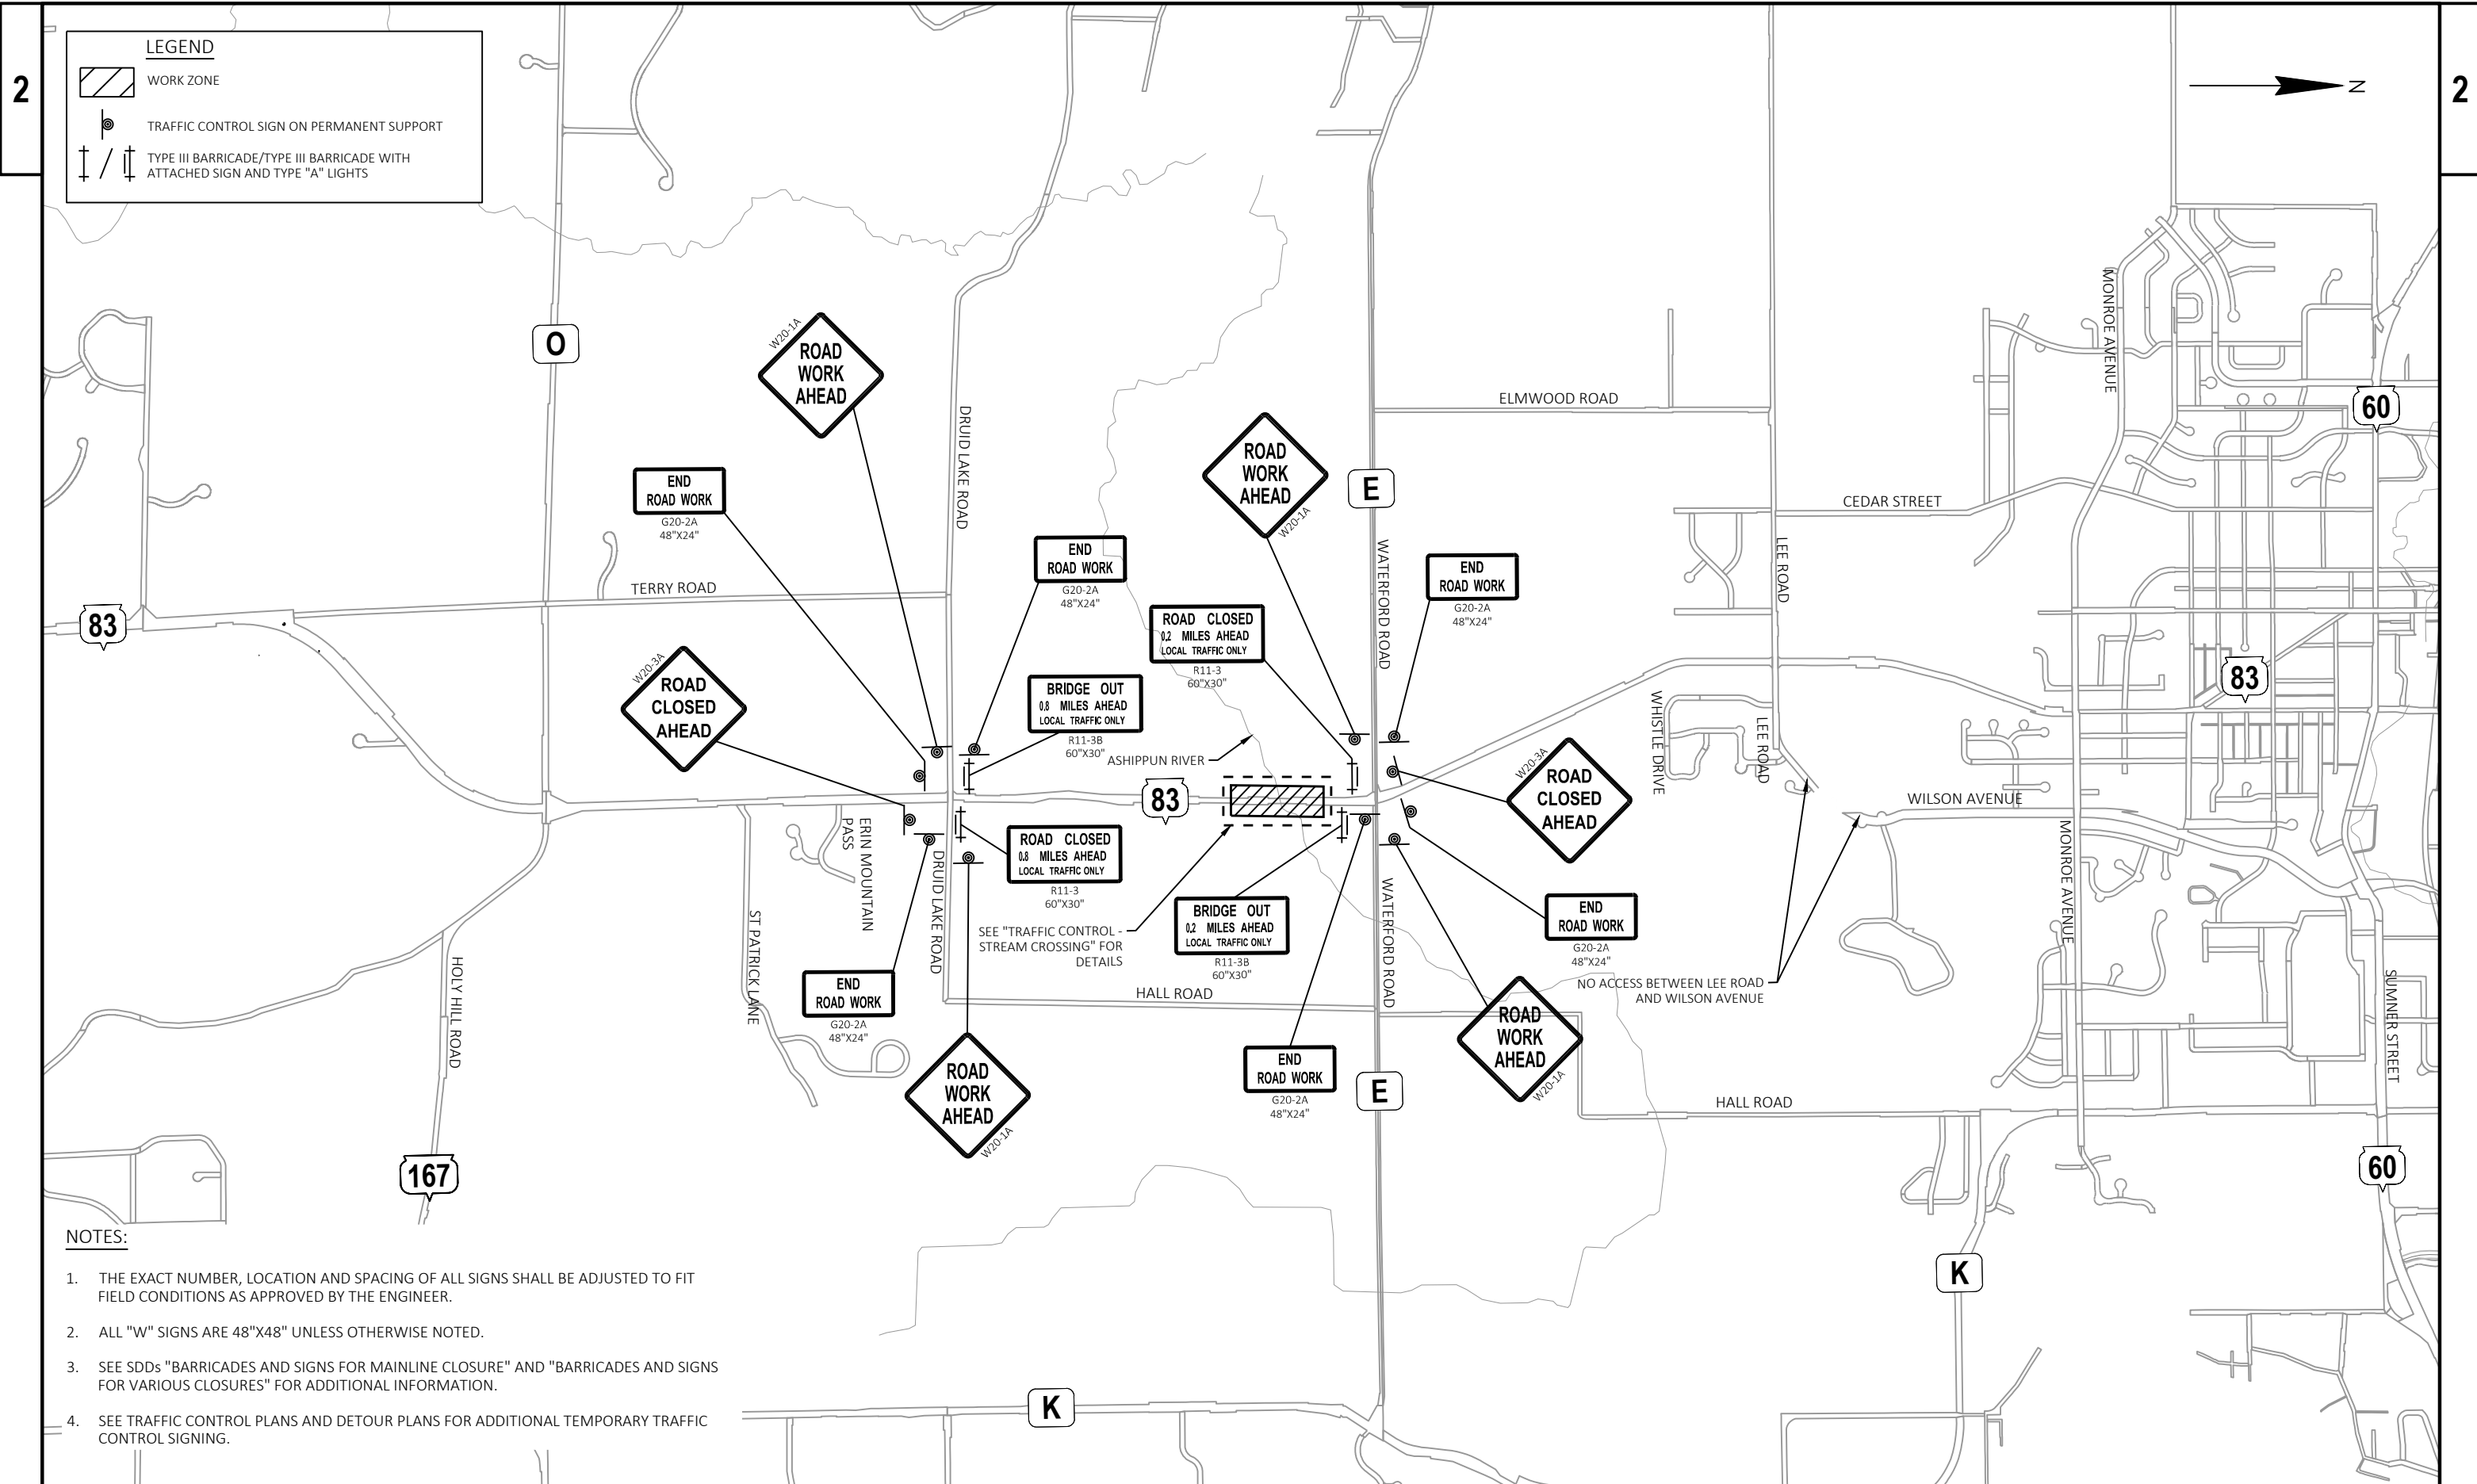 2
2
LEGEND
WORK ZONE
TRAFFIC CONTROL SIGN ON PERMANENT SUPPORT
TYPE III BARRICADE/TYPE III BARRICADE WITH
ATTACHED SIGN AND TYPE "A" LIGHTS
N
O
W20-1A
ROAD
WORK
AHEAD
DRUID LAKE ROAD
END
ROAD WORK
G20-2A
48"X24"
ROAD
WORK
AHEAD
W20-1A
E
ELMWOOD ROAD
MONROE AVENUE
60
CEDAR STREET
END
ROAD WORK
G20-2A
48"X24"
WATERFORD ROAD
END
ROAD WORK
G20-2A
48"X24"
LEE ROAD
TERRY ROAD
83
ROAD CLOSED
0.2 MILES AHEAD
LOCAL TRAFFIC ONLY
R11-3
60"X30"
W20-3A
ROAD
CLOSED
AHEAD
BRIDGE OUT
0.8 MILES AHEAD
LOCAL TRAFFIC ONLY
R11-3B
60"X30"
ASHIPPUN RIVER
WHISTLE DRIVE
LEE ROAD
83
W20-3A
ROAD
CLOSED
AHEAD
83
WILSON AVENUE
ERIN MOUNTAIN
PASS
DRUID LAKE ROAD
ROAD CLOSED
0.8 MILES AHEAD
LOCAL TRAFFIC ONLY
R11-3
60"X30"
MONROE AVENUE
WATERFORD ROAD
BRIDGE OUT
0.2 MILES AHEAD
LOCAL TRAFFIC ONLY
R11-3B
60"X30"
END
ROAD WORK
G20-2A
48"X24"
SEE "TRAFFIC CONTROL -
STREAM CROSSING" FOR
DETAILS
ST PATRICK LANE
HOLY HILL ROAD
END
ROAD WORK
G20-2A
48"X24"
HALL ROAD
NO ACCESS BETWEEN LEE ROAD
AND WILSON AVENUE
SUMNER STREET
ROAD
WORK
AHEAD
W20-1A
ROAD
WORK
AHEAD
W20-1A
END
ROAD WORK
G20-2A
48"X24"
E
HALL ROAD
167
60
K
K
NOTES:
1. THE EXACT NUMBER, LOCATION AND SPACING OF ALL SIGNS SHALL BE ADJUSTED TO FIT
FIELD CONDITIONS AS APPROVED BY THE ENGINEER.
2. ALL "W" SIGNS ARE 48"X48" UNLESS OTHERWISE NOTED.
3. SEE SDDs "BARRICADES AND SIGNS FOR MAINLINE CLOSURE" AND "BARRICADES AND SIGNS
FOR VARIOUS CLOSURES" FOR ADDITIONAL INFORMATION.
4. SEE TRAFFIC CONTROL PLANS AND DETOUR PLANS FOR ADDITIONAL TEMPORARY TRAFFIC
CONTROL SIGNING.